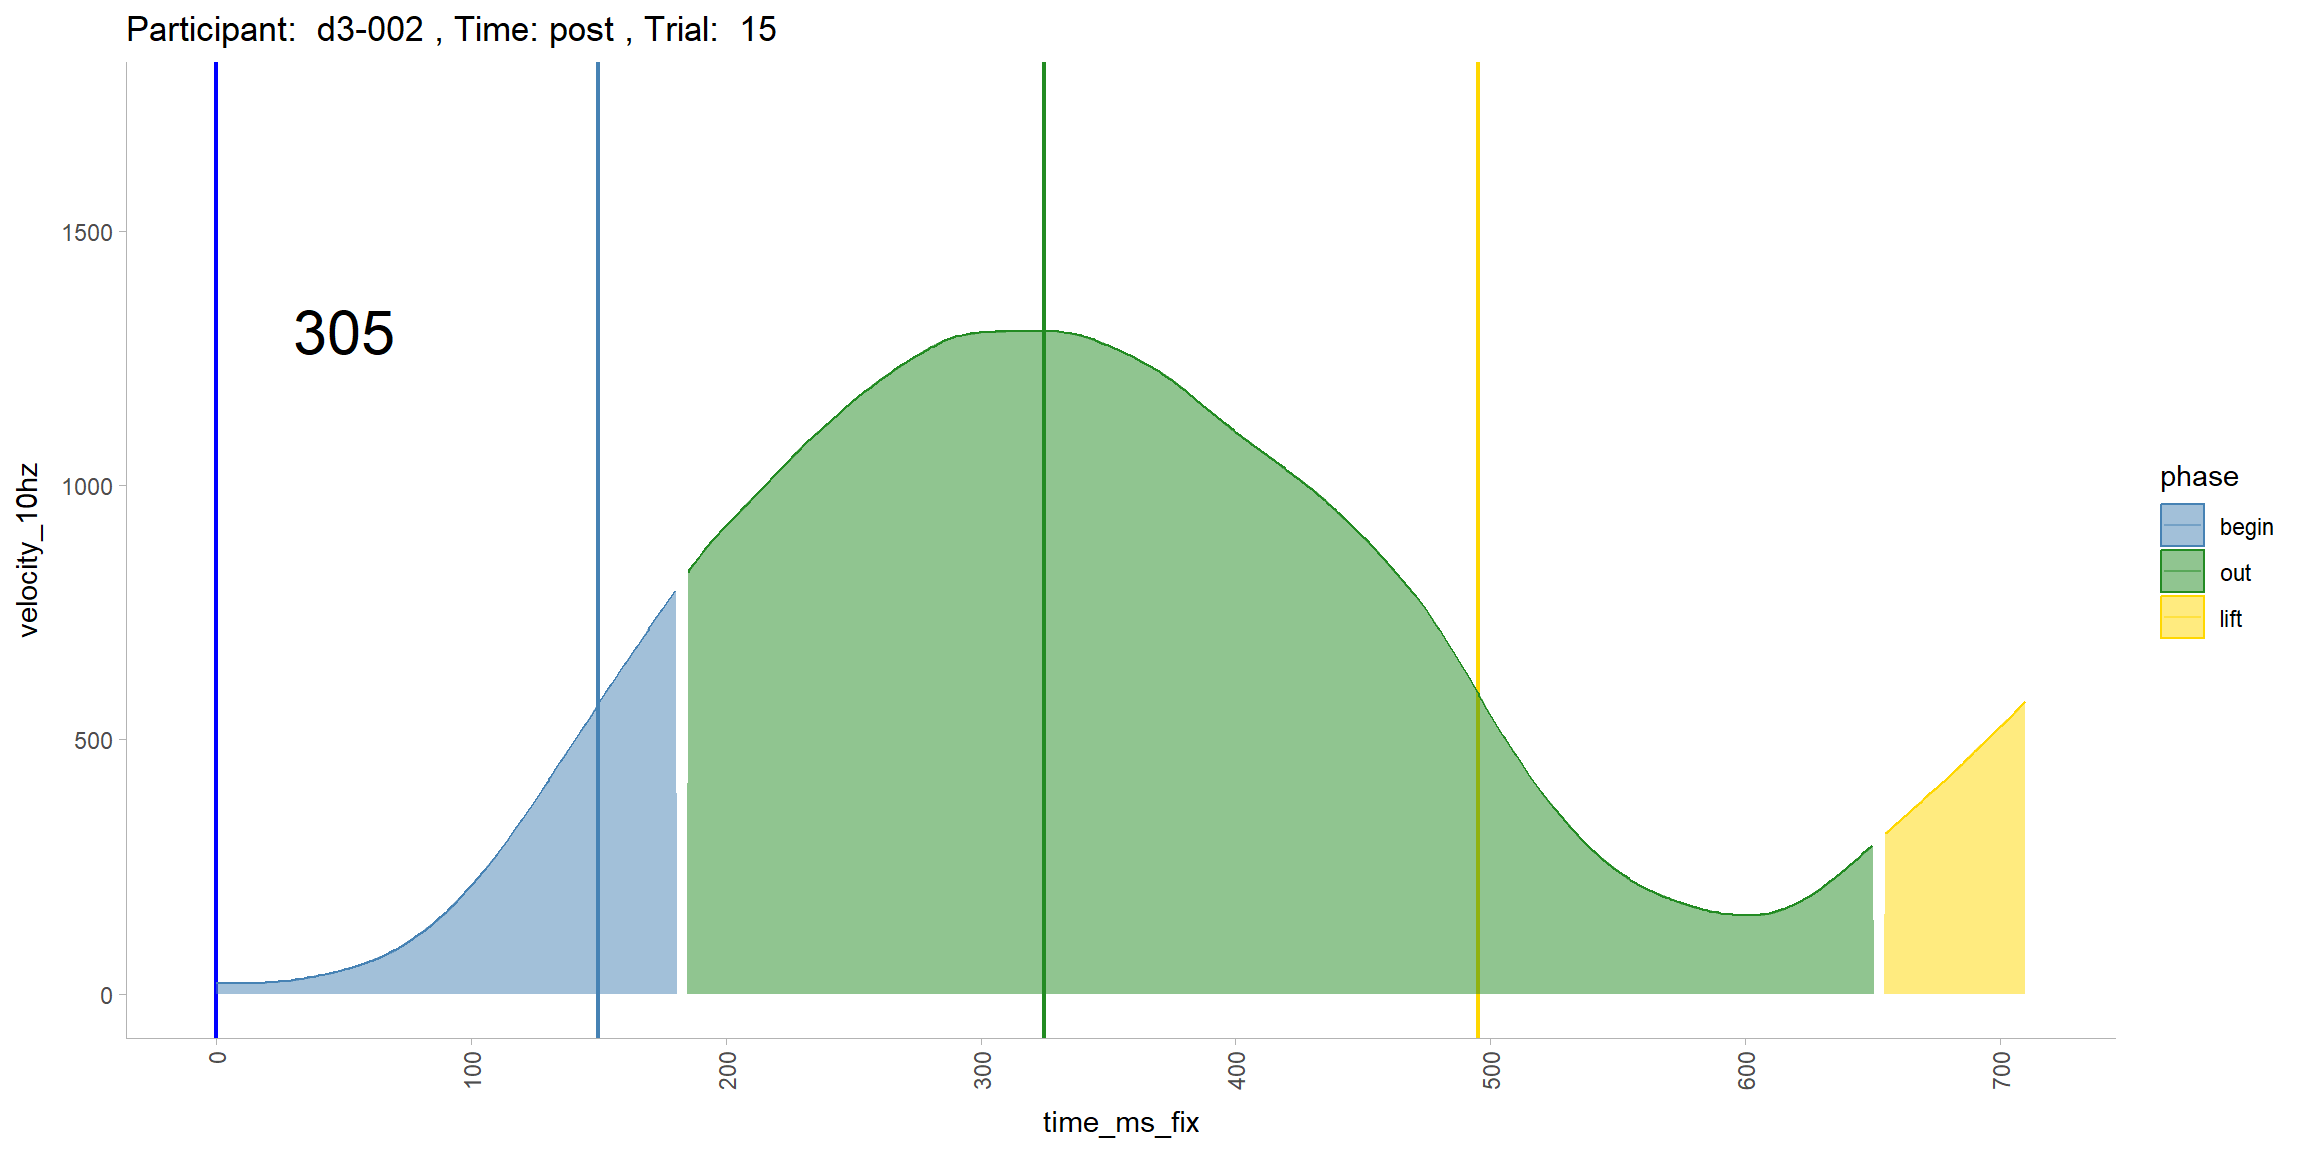 Participant:  d3-002 , Time: post , Trial:  15
1500
1000
500
0
velocity_10hz
305
0
100
200
300
400
500
600
700
time_ms_fix
phase
begin
out
lift